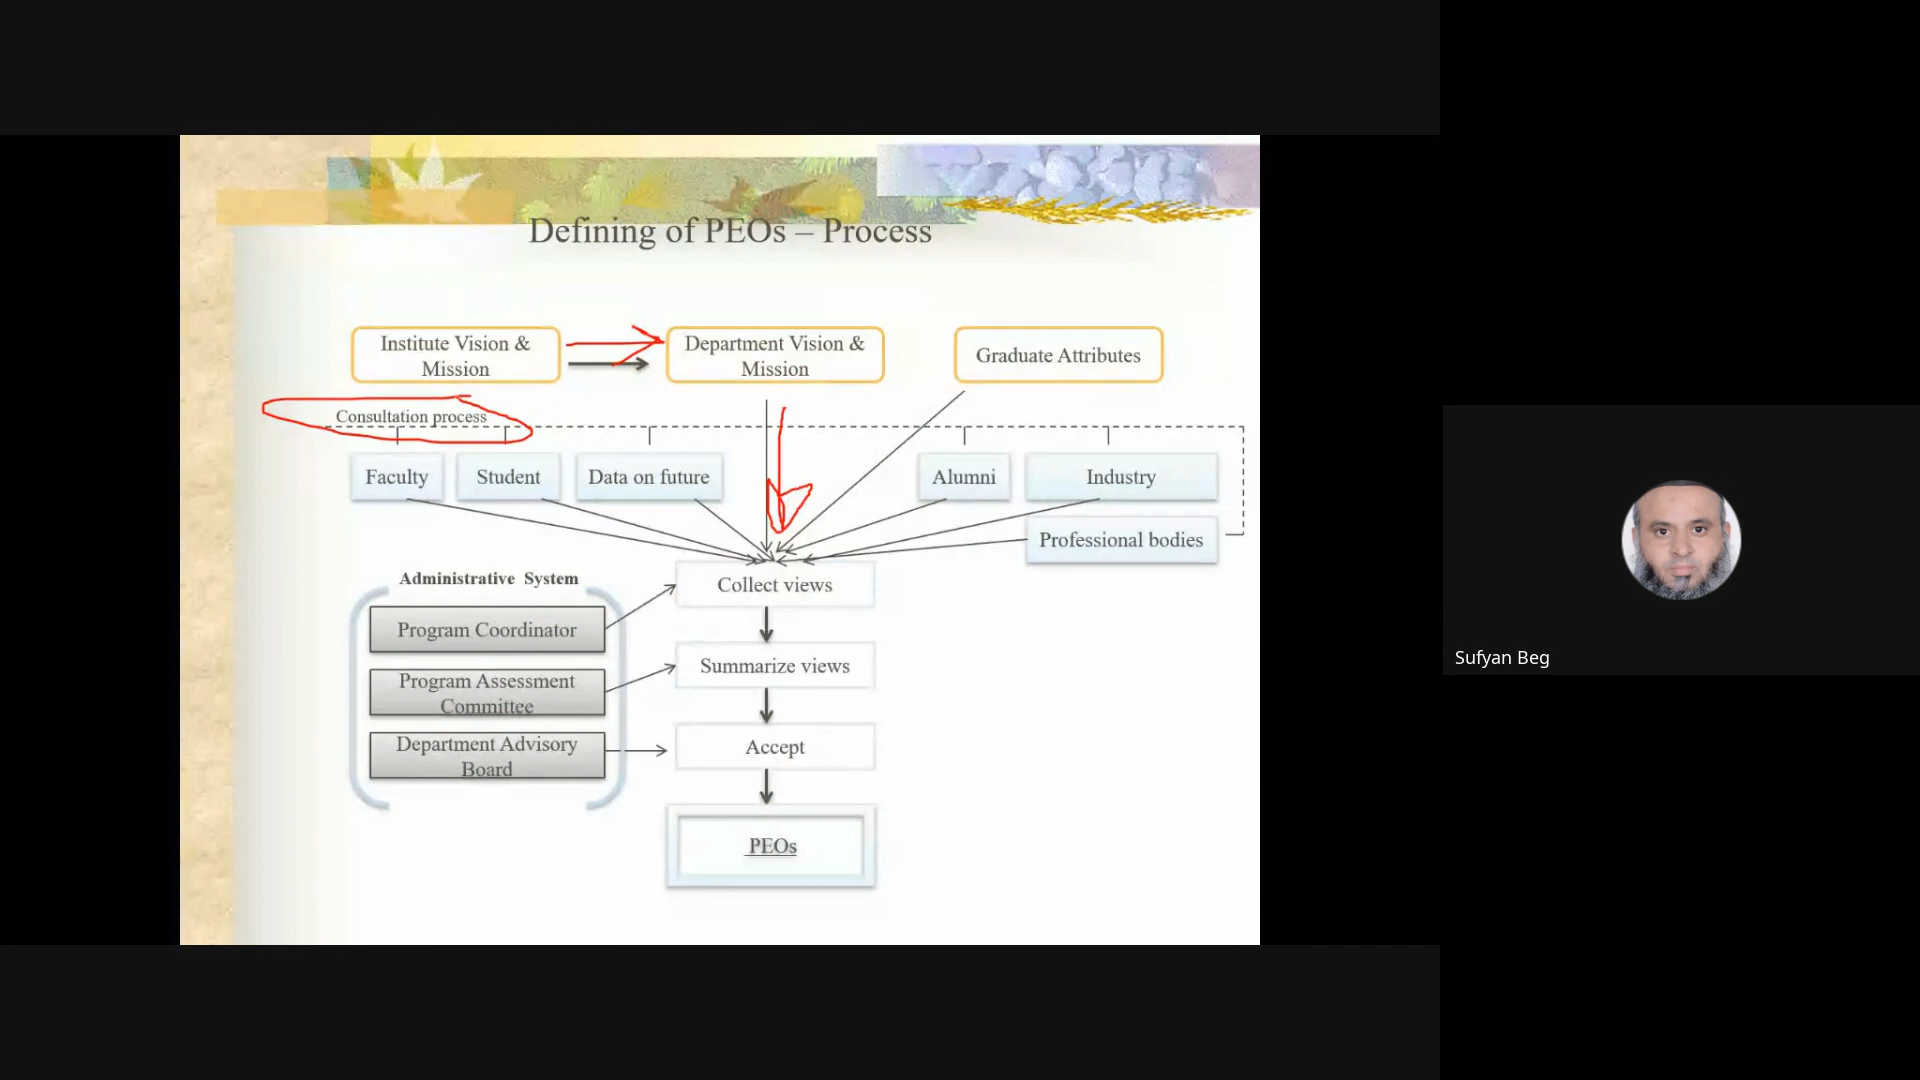 Defining of PEOs – Process
Institute Vision &
Mission
Department Vision &
Mission
Graduate Attributes
Consultation process
Faculty
Student
Data on future
Alumni
Industry
Professional bodies
Collect views
Administrative System
Program Coordinator
Summarize views
Program Assessment
Committee
Accept
Department Advisory
Board
PEOs
Sufyan Beg